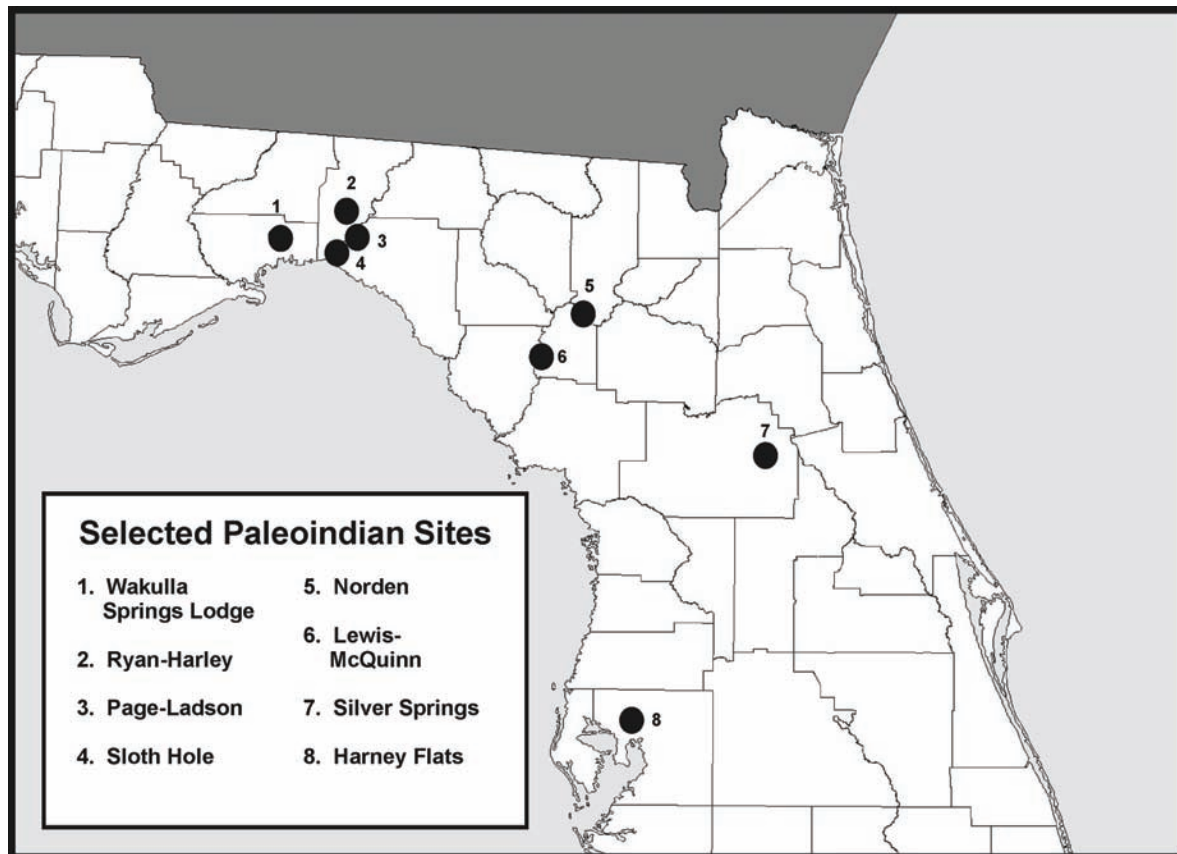 1
2
3
4
5
6
7
8
Selected Paleoindian Sites
1. Wakulla
Springs Lodge
2. Ryan-Harley
3. Page-Ladson
4. Sloth Hole
5. Norden
6. Lewis-
McQuinn
7. Silver Springs
8. Harney Flats